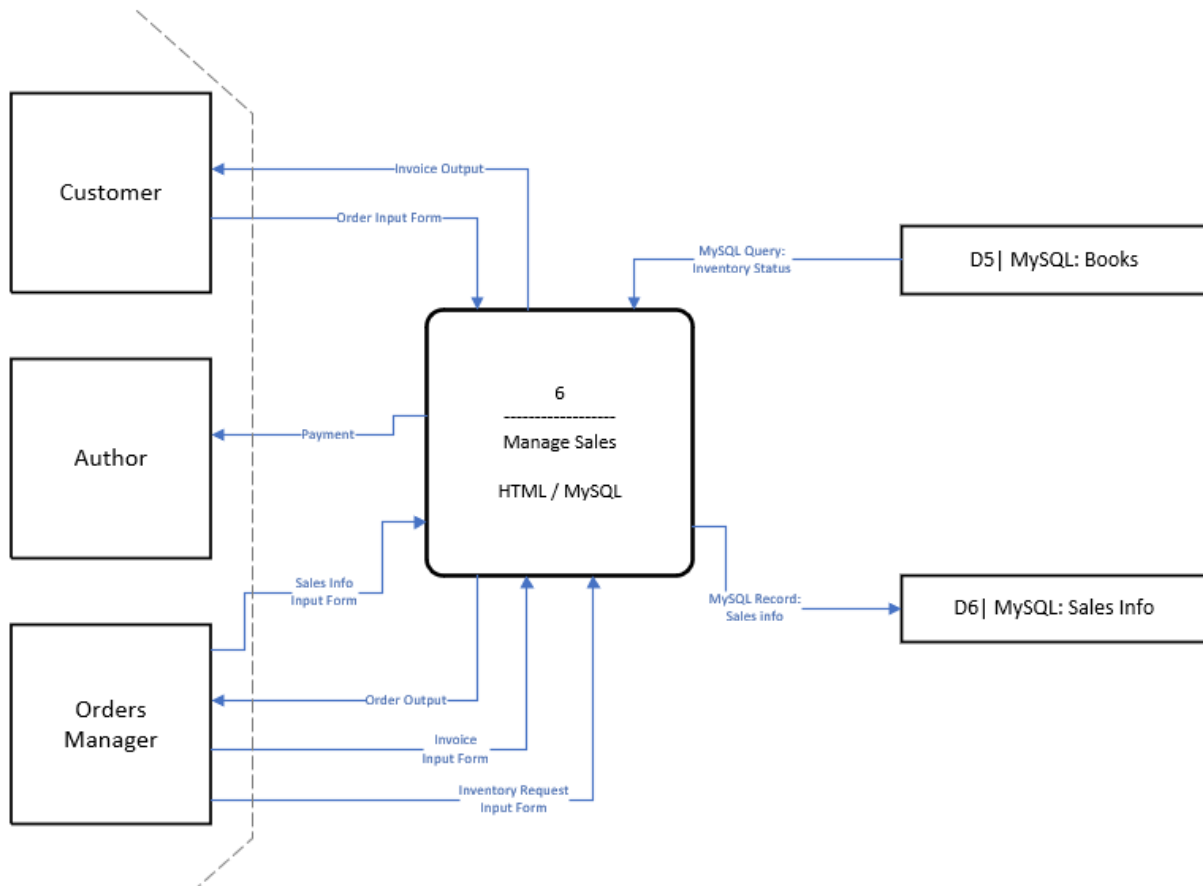 Customer
Invoice Output
Order Input Form
MySQL Query:
Inventory Status
D5| MySQL: Books
6
------------------
Manage Sales
HTML / MySQL
Author
Payment
Sales Info
Input Form
MySQL Record:
Sales info
D6| MySQL: Sales Info
Orders
Manager
Order Output
Invoice
Input Form
Inventory Request
Input Form